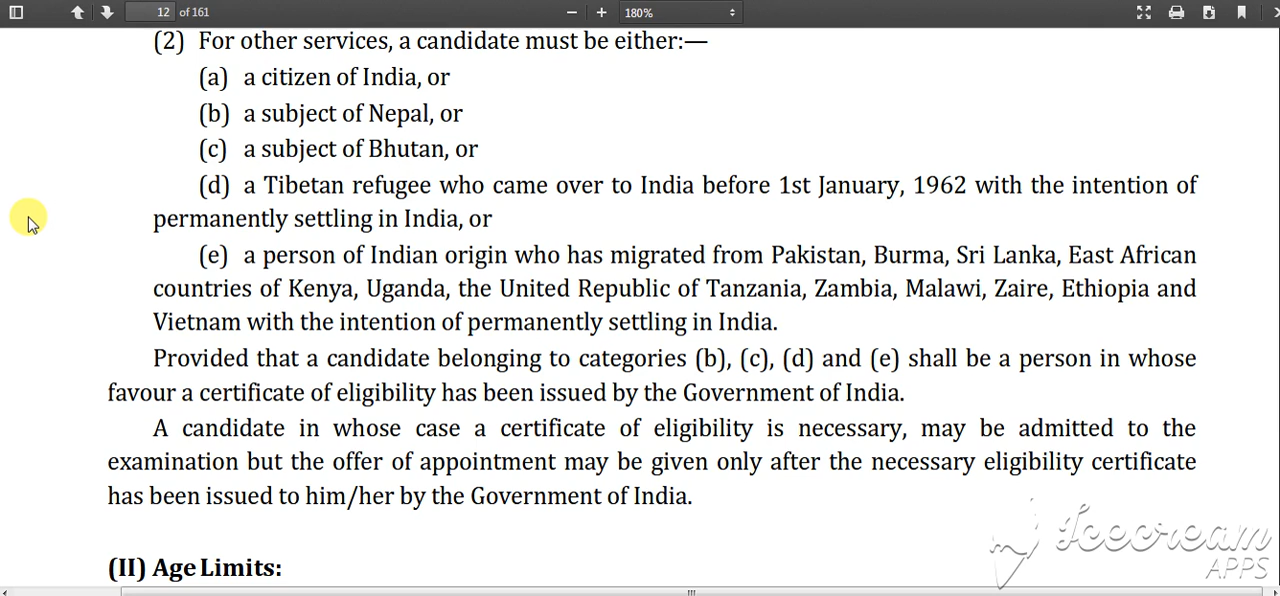 12 of 161
180%
(2) For other services, a candidate must be either:—
(a) a citizen of India, or
(b) a subject of Nepal, or
(c) a subject of Bhutan, or
(d) a Tibetan refugee who came over to India before 1st January, 1962 with the intention of
permanently settling in India, or
(e) a person of Indian origin who has migrated from Pakistan, Burma, Sri Lanka, East African
countries of Kenya, Uganda, the United Republic of Tanzania, Zambia, Malawi, Zaire, Ethiopia and
Vietnam with the intention of permanently settling in India.
Provided that a candidate belonging to categories (b), (c), (d) and (e) shall be a person in whose
favour a certificate of eligibility has been issued by the Government of India.
A candidate in whose case a certificate of eligibility is necessary, may be admitted to the
examination but the offer of appointment may be given only after the necessary eligibility certificate
has been issued to him/her by the Government of India.
Icecream
APPS
(II) Age Limits: